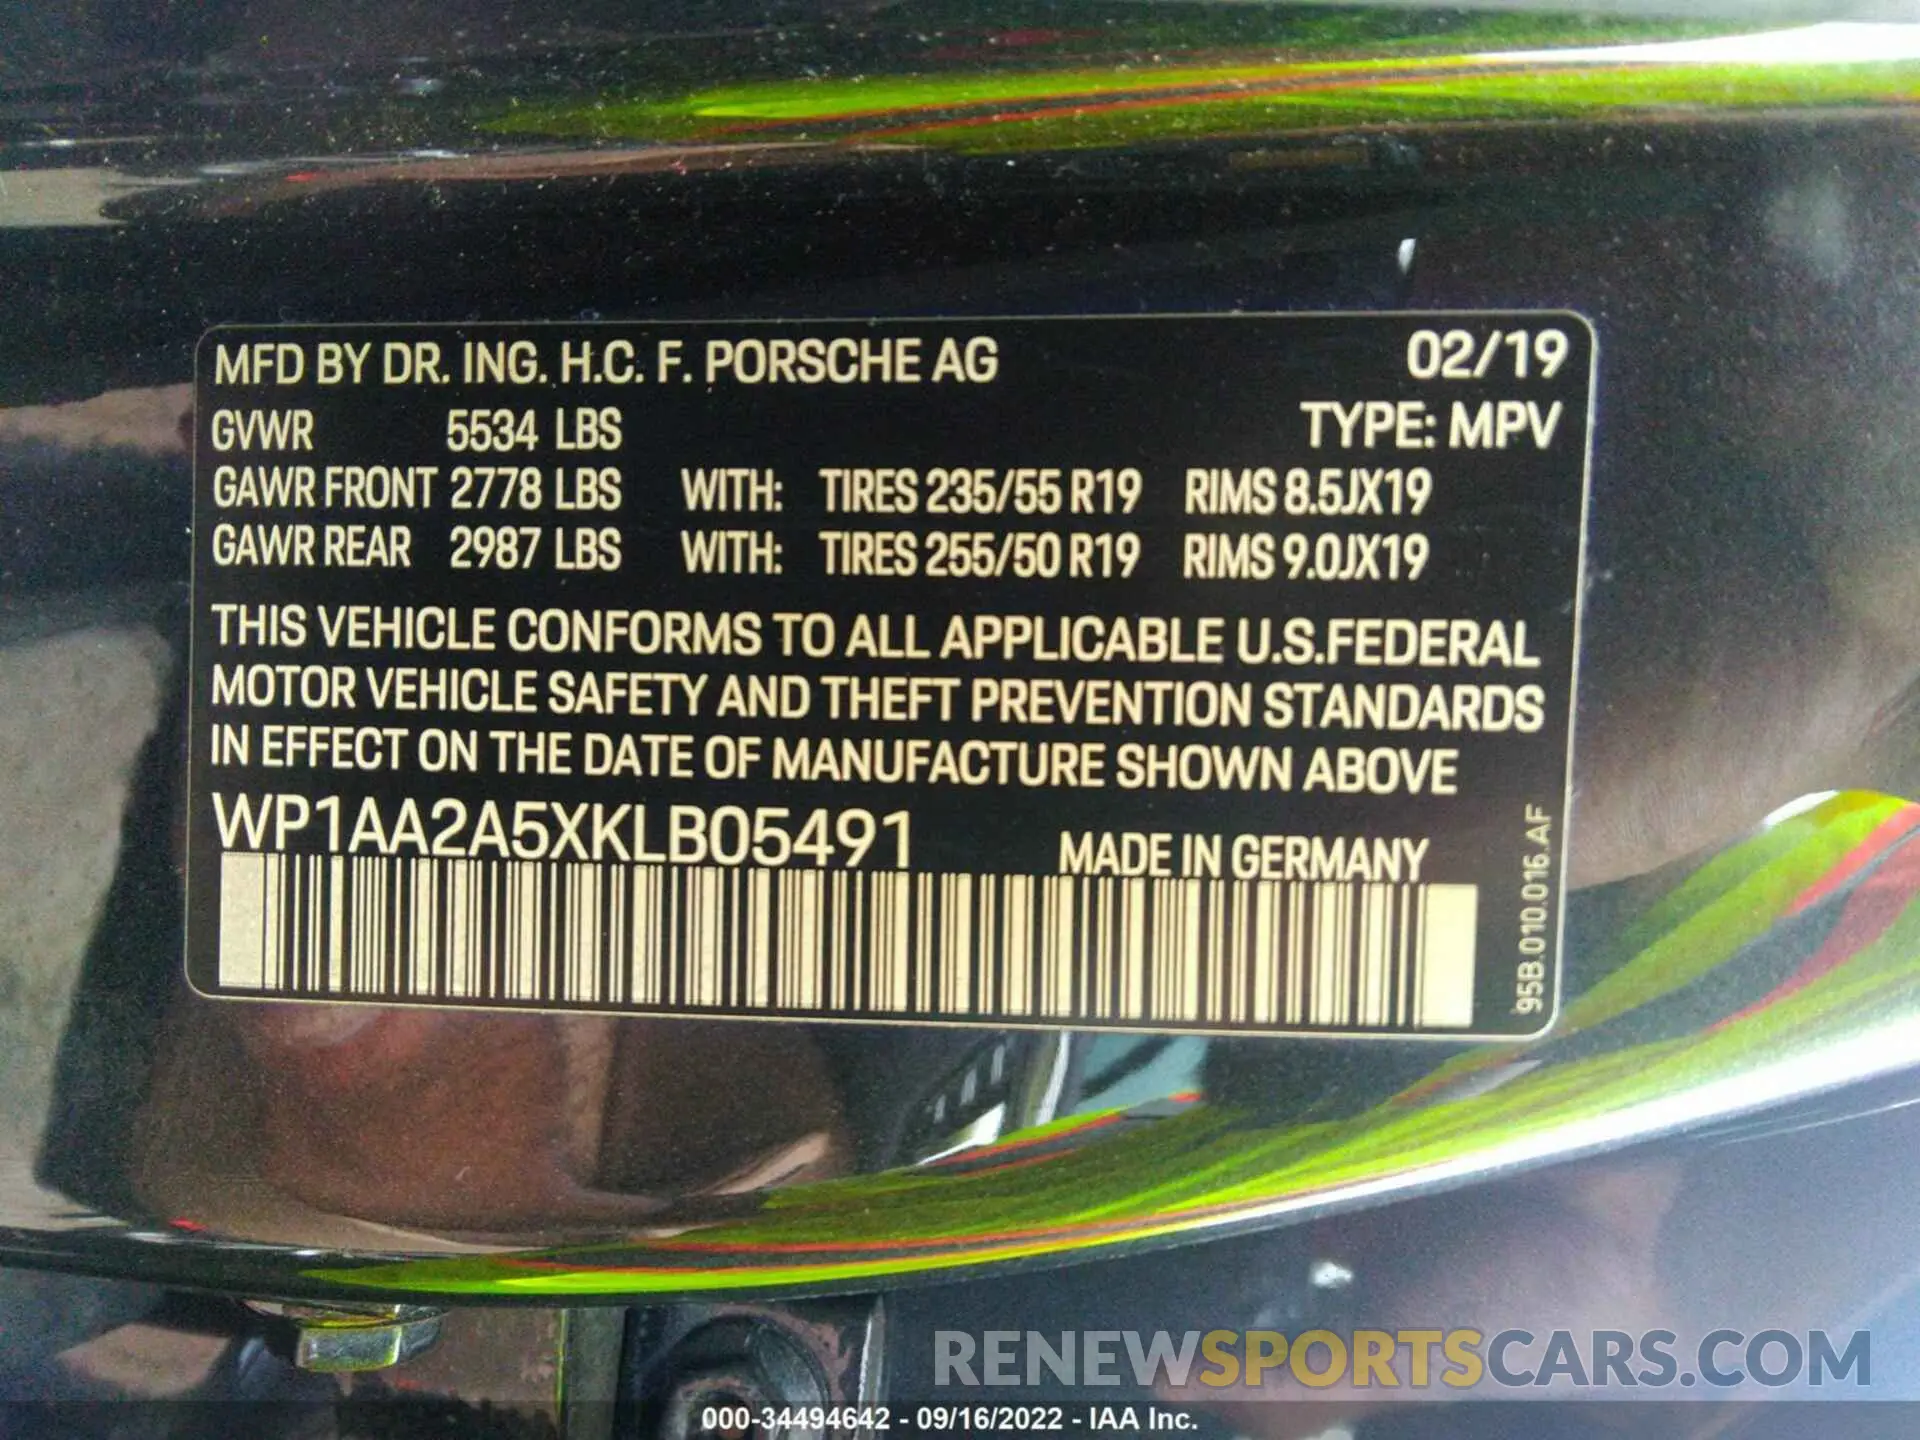 MFD BY DR. ING. H.C. F. PORSCHE AG 02/19
GVWR 5534 LBS TYPE: MPV
GAWR FRONT 2778 LBS WITH: TIRES 235/55 R19 RIMS 8.5JX19
GAWR REAR 2987 LBS WITH: TIRES 255/50 R19 RIMS 9.0JX19
THIS VEHICLE CONFORMS TO ALL APPLICABLE U.S.FEDERAL
MOTOR VEHICLE SAFETY AND THEFT PREVENTION STANDARDS
IN EFFECT ON THE DATE OF MANUFACTURE SHOWN ABOVE
WP1AA2A5XKLB05491 MADE IN GERMANY
95B.010.016.AF
RENEWSPORTSCARS.COM
000-34494642 - 09/16/2022 - IAA Inc.